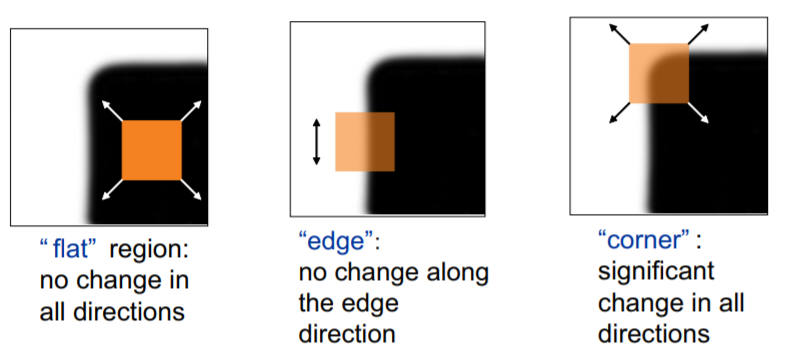 “flat” region:
no change in
all directions
“edge”:
no change along
the edge
direction
“corner” :
significant
change in all
directions